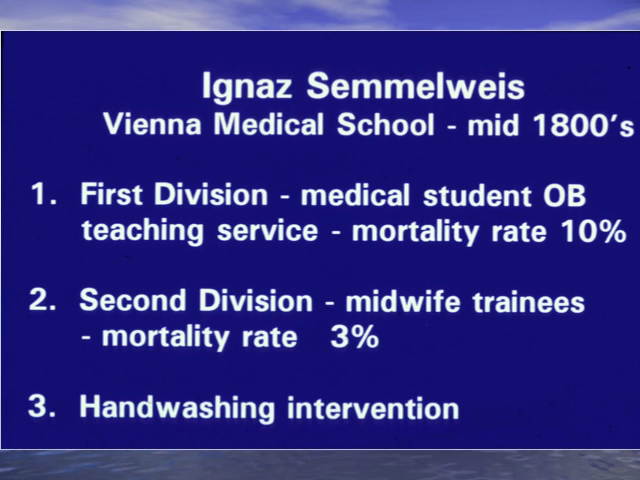 Ignaz Semmelweis
Vienna Medical School - mid 1800's
1. First Division - medical student OB
teaching service - mortality rate 10%
2. Second Division - midwife trainees
- mortality rate 3%
3. Handwashing intervention